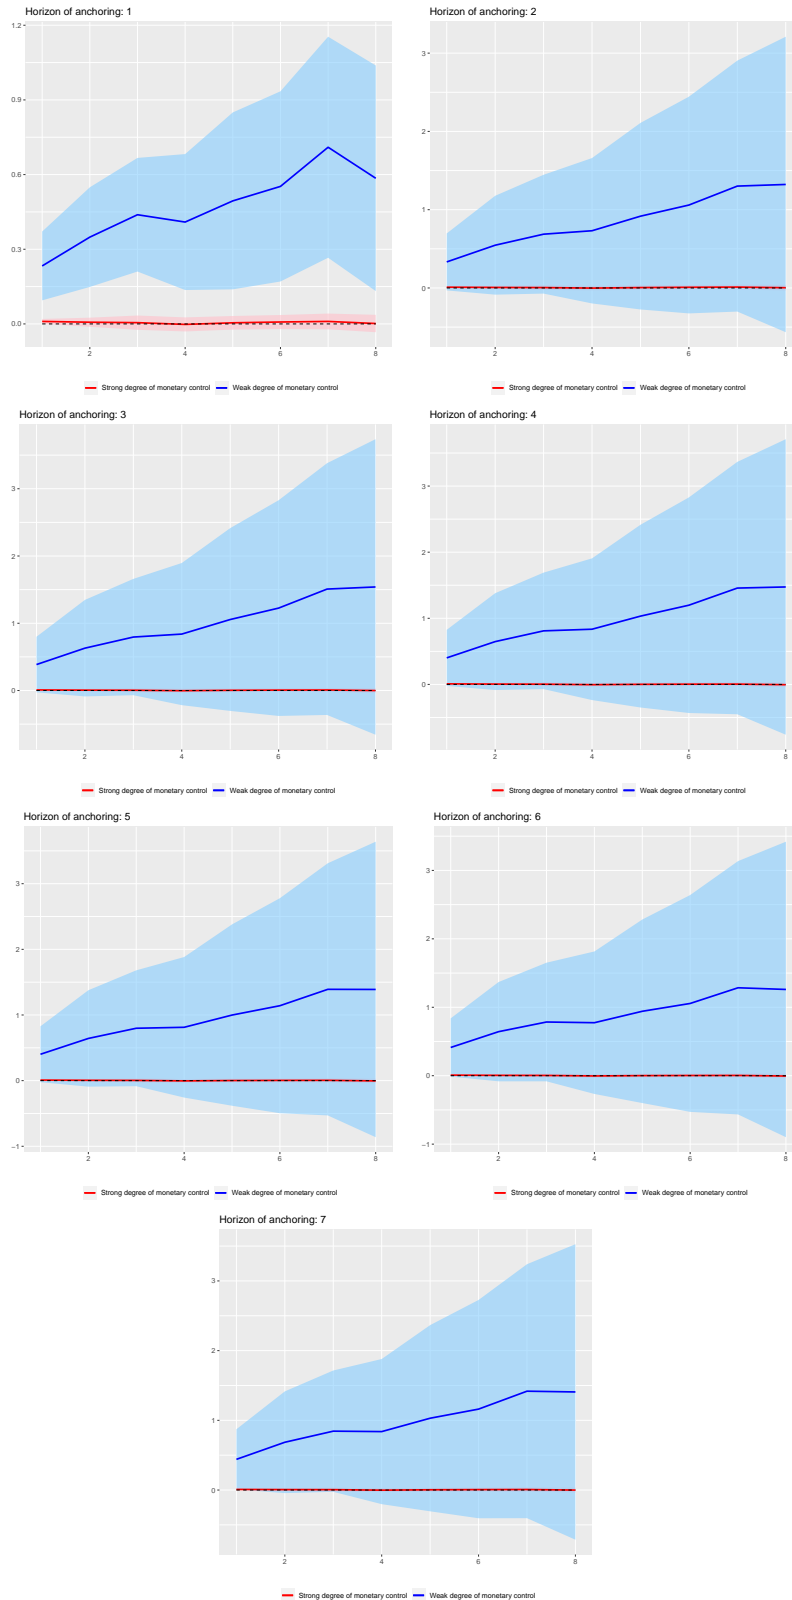 Horizon of anchoring: 1
1.2
0.9
0.6
0.3
0.0
2 4 6 8
Strong degree of monetary control Weak degree of monetary control
Horizon of anchoring: 2
3
2
1
0
2 4 6 8
Strong degree of monetary control Weak degree of monetary control
Horizon of anchoring: 3
3
2
1
0
2 4 6 8
Strong degree of monetary control Weak degree of monetary control
Horizon of anchoring: 4
3
2
1
0
2 4 6 8
Strong degree of monetary control Weak degree of monetary control
Horizon of anchoring: 5
3
2
1
0
−1
2 4 6 8
Strong degree of monetary control Weak degree of monetary control
Horizon of anchoring: 6
3
2
1
0
−1
2 4 6 8
Strong degree of monetary control Weak degree of monetary control
Horizon of anchoring: 7
3
2
1
0
2 4 6 8
Strong degree of monetary control Weak degree of monetary control